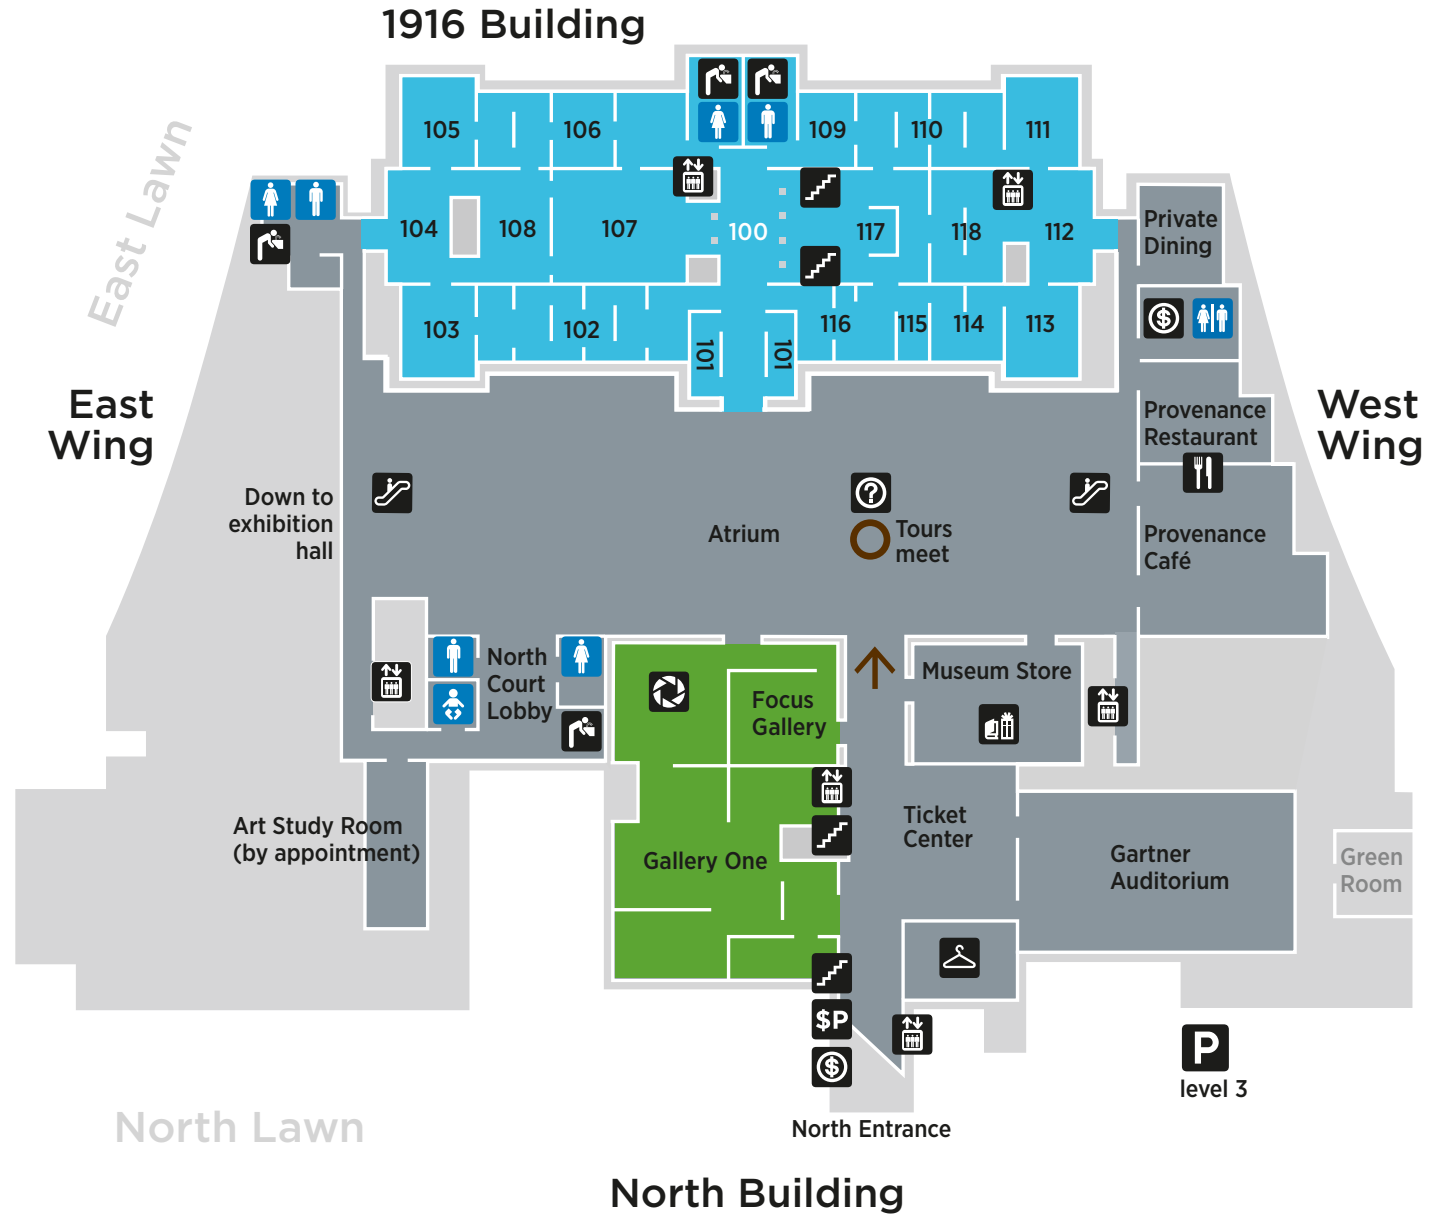 1916 Building
East Lawn
105
106
109
110
111
104
108
107
100
117
118
112
Private
Dining
103
102
101
101
116
115
114
113
$
East
Wing
West
Wing
Provenance
Restaurant
Down to
exhibition
hall
Atrium
?
Tours
meet
Provenance
Café
North
Court
Lobby
Focus
Gallery
Museum Store
Art Study Room
(by appointment)
Gallery One
Ticket
Center
Gartner
Auditorium
Green
Room
$P
$
P
level 3
North Lawn
North Entrance
North Building